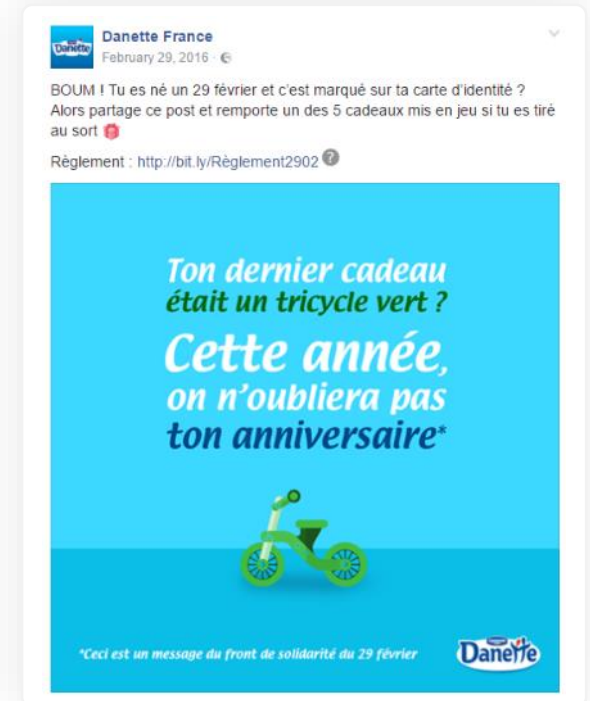 Danette
Danette France
February 29, 2016
BOUM ! Tu es né un 29 février et c'est marqué sur ta carte d'identité ?
Alors partage ce post et remporte un des 5 cadeaux mis en jeu si tu es tiré
au sort
Règlement : http://bit.ly/Règlement2902 ?
Ton dernier cadeau
était un tricycle vert ?
Cette année,
on n'oubliera pas
ton anniversaire*
*Ceci est un message du front de solidarité du 29 février
Danette